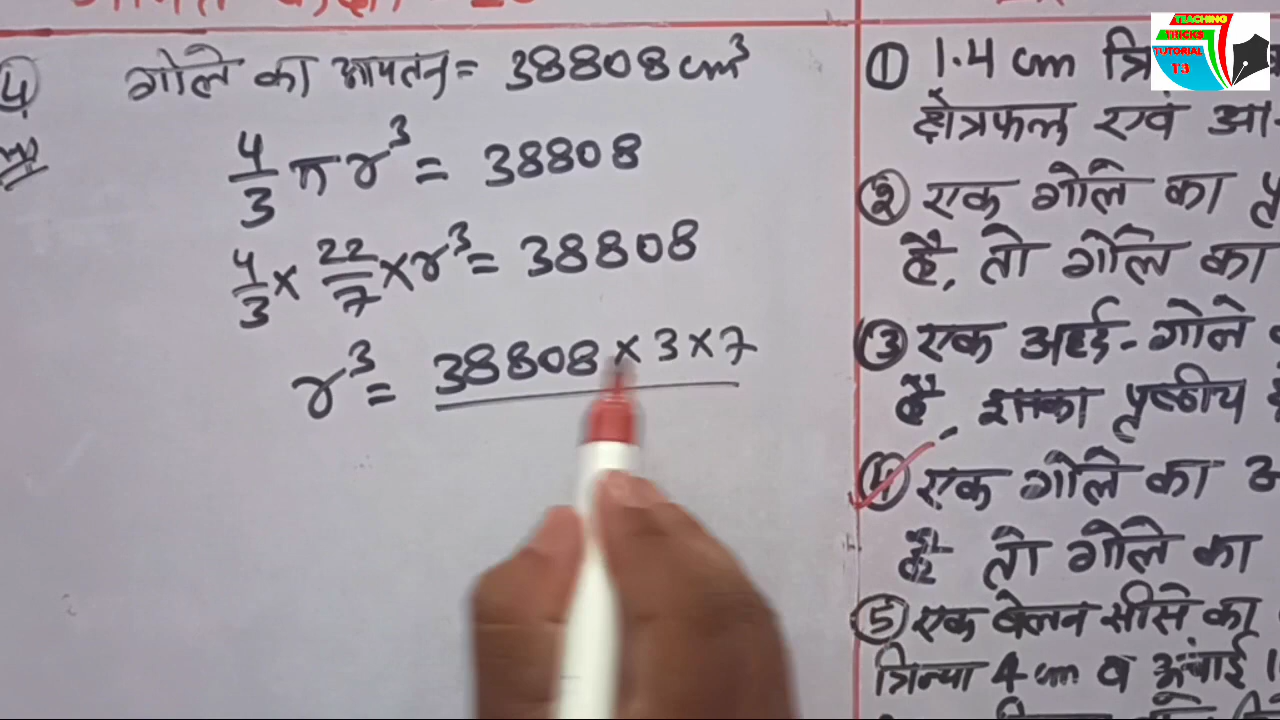 ④ गोले का आयतन = 38808 cm³
4/3 π r³ = 38808
4/3 × 22/7 × r³ = 38808
r³ = 38808 × 3 × 7
TEACHING
TRICKS
TUTORIAL
T3
① 1.4 cm
क्षेत्रफल एवं
② एक गोले का
है, तो गोले का
③ एक अर्द्ध-गोले
है, इसका पृष्ठीय
④ एक गोले का
है तो गोले का
⑤ एक बेलन सीसे का
त्रिज्या 4 cm व ऊंचाई